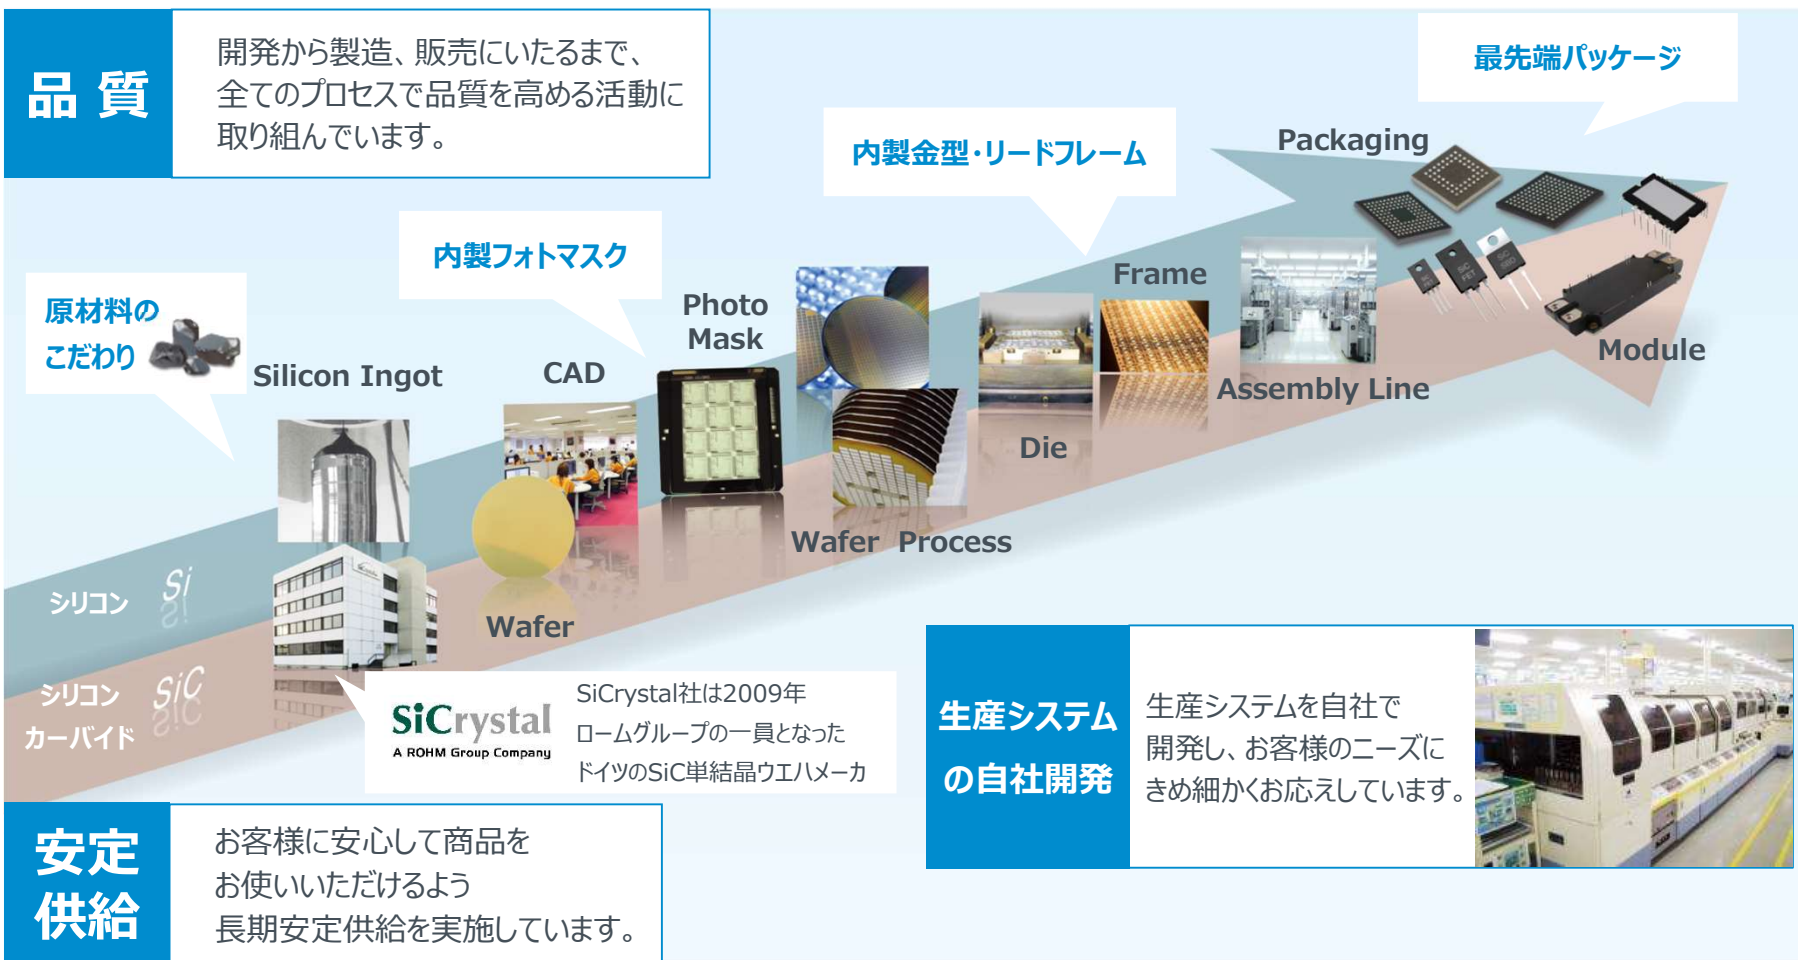 品 質
開発から製造、販売にいたるまで、
全てのプロセスで品質を高める活動に
取り組んでいます。
最先端パッケージ
内製金型・リードフレーム
Packaging
内製フォトマスク
原材料の
こだわり
Silicon Ingot
CAD
Photo
Mask
Frame
Die
Assembly Line
Module
SiC
FET
SiC
SBD
Wafer Process
Wafer
シリコン
Si
シリコン
カーバイド
SiC
SiCrystal
A ROHM Group Company
SiCrystal社は2009年
ロームグループの一員となった
ドイツのSiC単結晶ウエハメーカ
生産システム
の自社開発
生産システムを自社で
開発し、お客様のニーズに
きめ細かくお応えしています。
安定
供給
お客様に安心して商品を
お使いいただけるよう
長期安定供給を実施しています。